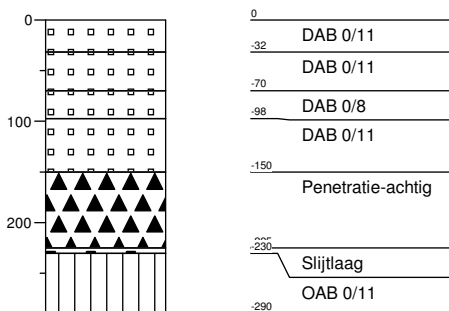 0
100
200
0
DAB 0/11
-32
DAB 0/11
-70
DAB 0/8
-98
DAB 0/11
-150
Penetratie-achtig
-230
Slijtlaag
OAB 0/11
-290